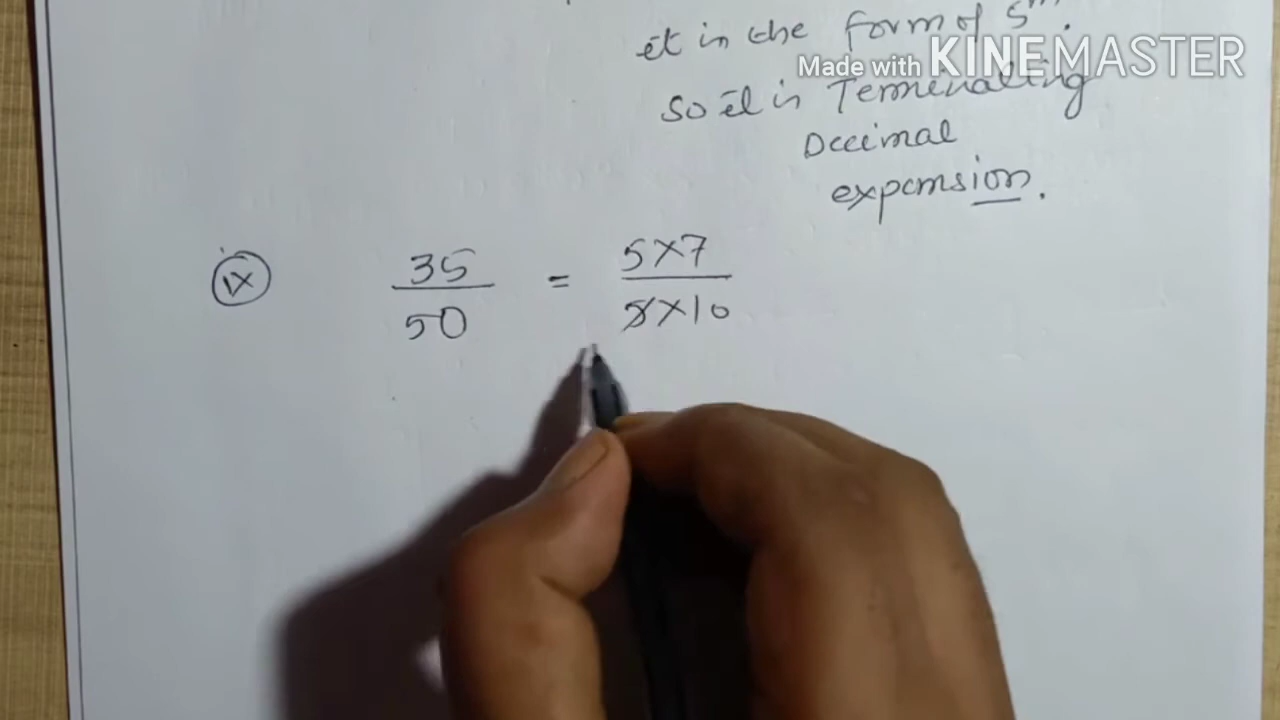 it in the form of 5ᵐ.
Made with KINEMASTER
So it is Terminating
Decimal
expansion.
ix 35/50 = 5×7/5×10